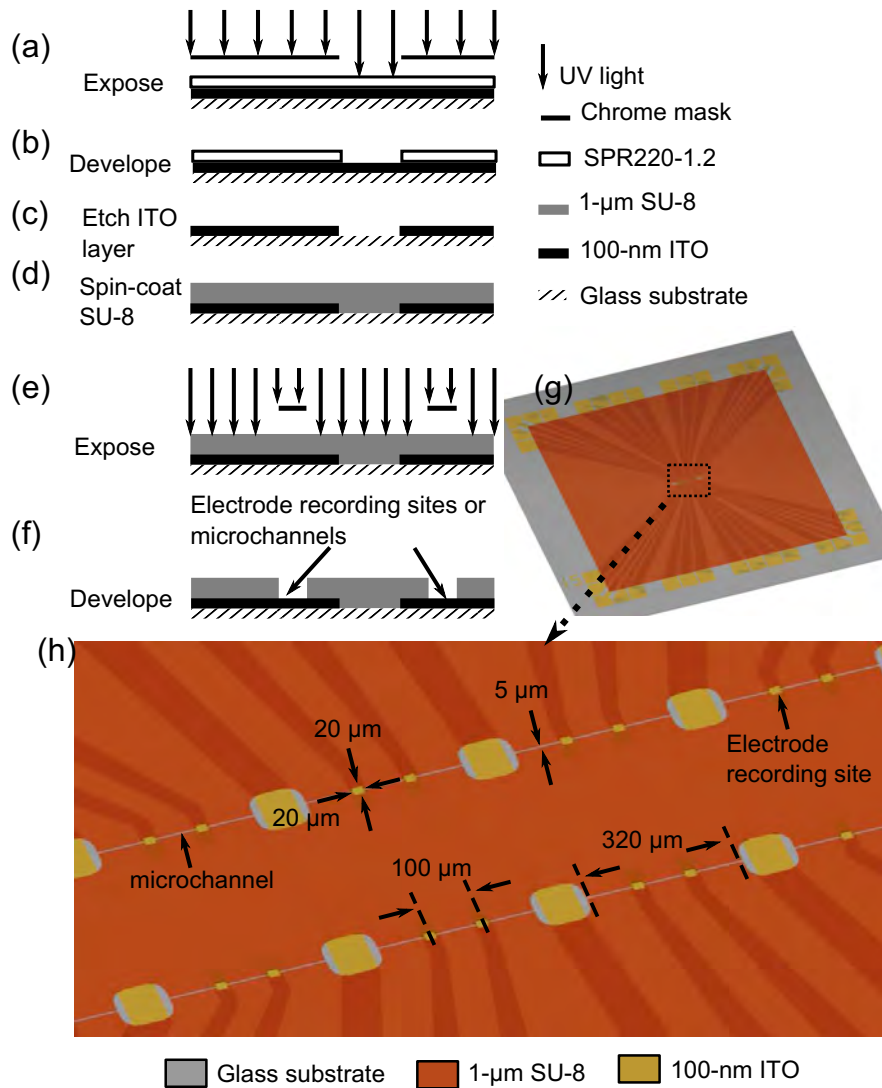 (a)
Expose
UV light
Chrome mask
(b)
Develope
SPR220-1.2
1-µm SU-8
(c)
Etch ITO
layer
100-nm ITO
(d)
Spin-coat
SU-8
Glass substrate
(e)
Expose
(g)
Electrode recording sites or
microchannels
(f)
Develope
(h)
5 µm
20 µm
Electrode
recording site
20 µm
320 µm
microchannel
100 µm
Glass substrate
1-µm SU-8
100-nm ITO